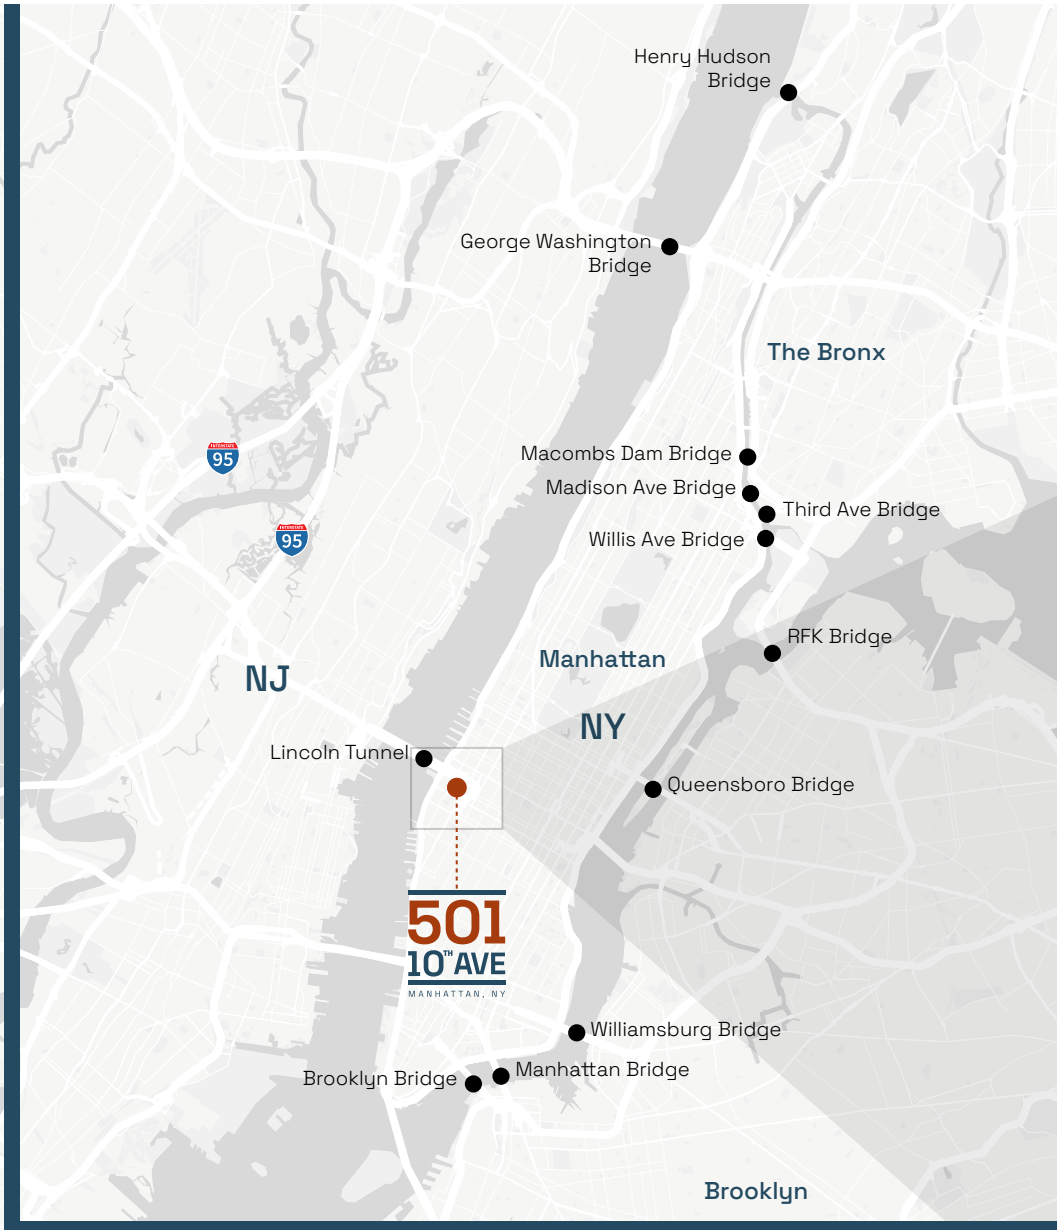 Henry Hudson
Bridge
George Washington
Bridge
The Bronx
Macombs Dam Bridge
INTERSTATE
95
Madison Ave Bridge
Third Ave Bridge
INTERSTATE
95
Willis Ave Bridge
RFK Bridge
Manhattan
NJ
NY
Lincoln Tunnel
Queensboro Bridge
501
10TH AVE
MANHATTAN, NY
Williamsburg Bridge
Manhattan Bridge
Brooklyn Bridge
Brooklyn